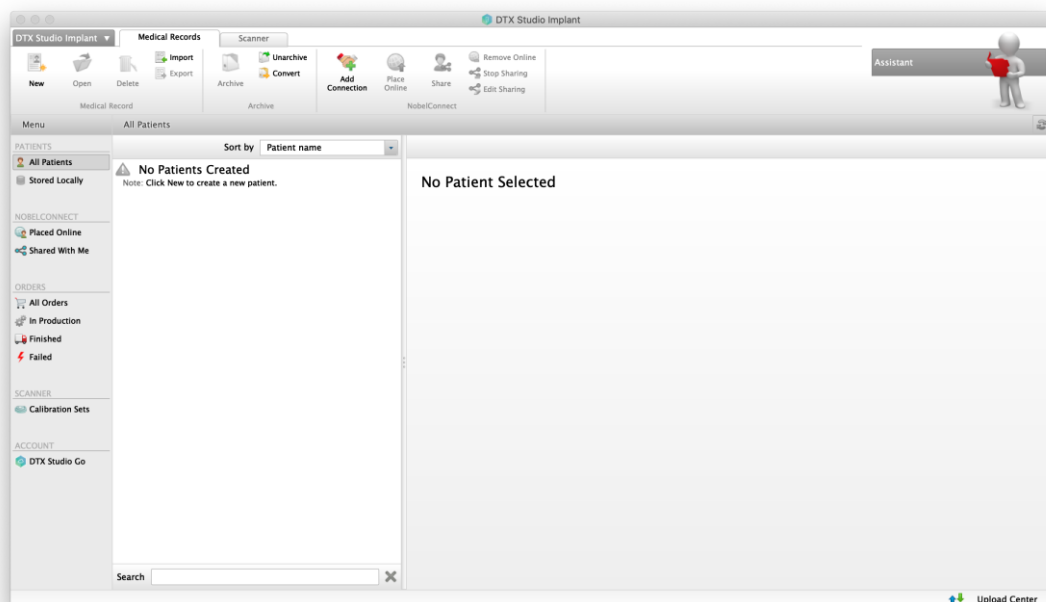 DTX Studio Implant
DTX Studio Implant
Medical Records
Scanner
New
Open
Delete
Import
Export
Medical Record
Archive
Unarchive
Convert
Archive
Add
Connection
Place
Online
Share
Remove Online
Stop Sharing
Edit Sharing
NobelConnect
Assistant
Menu
All Patients
PATIENTS
All Patients
Stored Locally
NOBELCONNECT
Placed Online
Shared With Me
ORDERS
All Orders
In Production
Finished
Failed
SCANNER
Calibration Sets
ACCOUNT
DTX Studio Go
Sort by Patient name
No Patients Created
Note: Click New to create a new patient.
Search
No Patient Selected
Upload Center